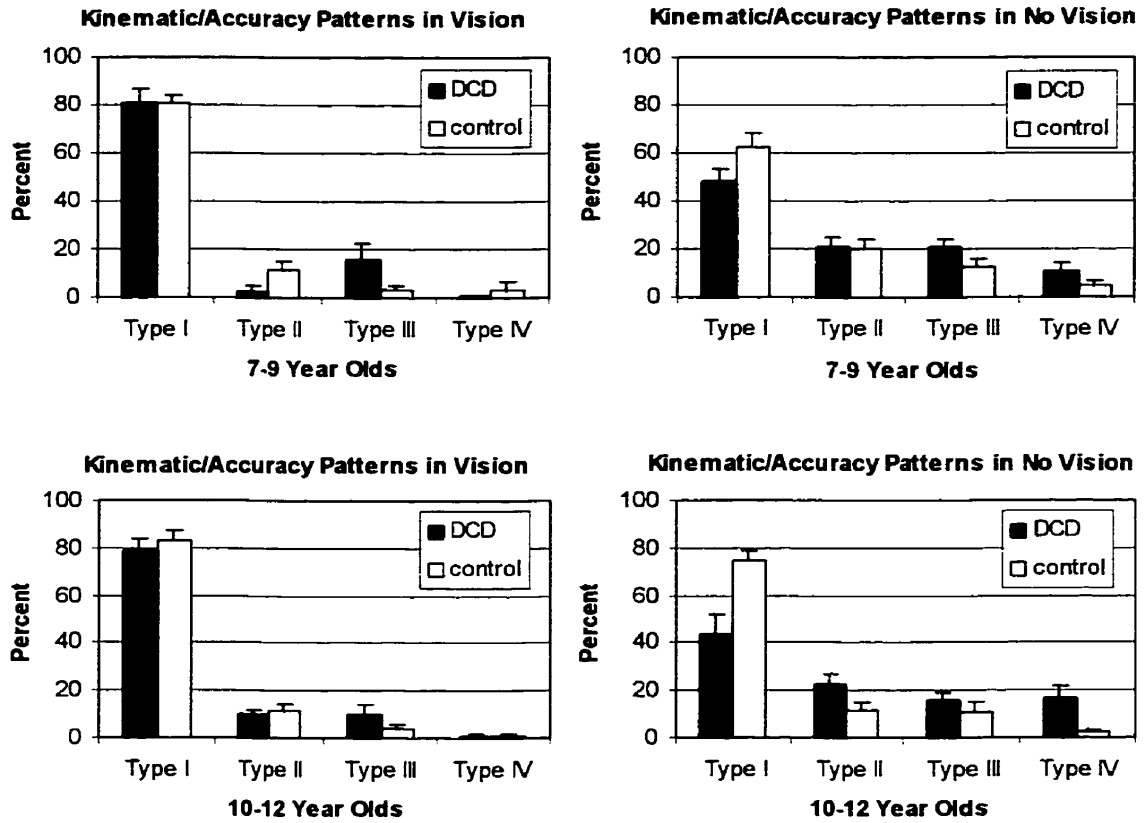 Kinematic/Accuracy Patterns in Vision
100
80
60
40
20
0
Percent
DCD
control
Type I Type II Type III Type IV
7-9 Year Olds
Kinematic/Accuracy Patterns in No Vision
100
80
60
40
20
0
Percent
DCD
control
Type I Type II Type III Type IV
7-9 Year Olds
Kinematic/Accuracy Patterns in Vision
100
80
60
40
20
0
Percent
DCD
control
Type I Type II Type III Type IV
10-12 Year Olds
Kinematic/Accuracy Patterns in No Vision
100
80
60
40
20
0
Percent
DCD
control
Type I Type II Type III Type IV
10-12 Year Olds